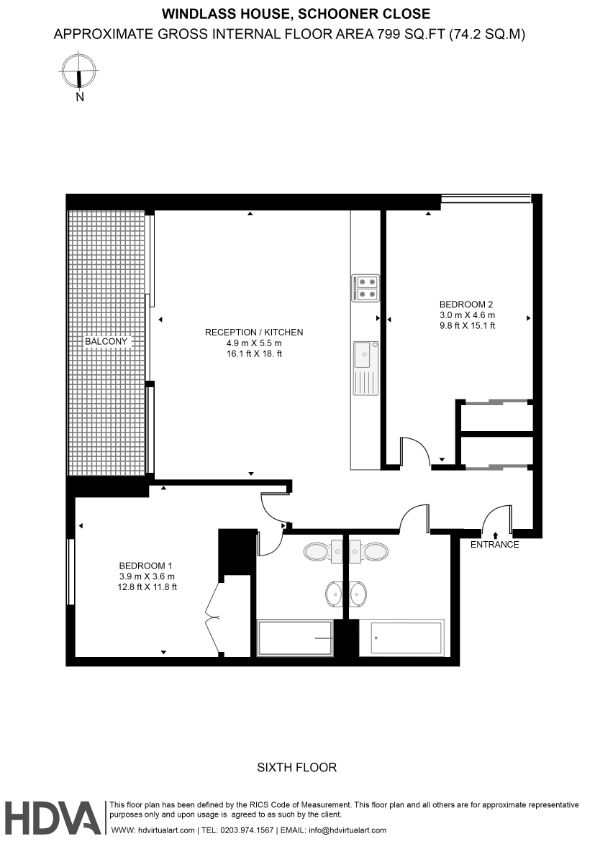 WINDLASS HOUSE, SCHOONER CLOSE
APPROXIMATE GROSS INTERNAL FLOOR AREA 799 SQ.FT (74.2 SQ.M)
N
BEDROOM 2
3.0 m X 4.6 m
9.8 ft X 15.1 ft
RECEPTION / KITCHEN
4.9 m X 5.5 m
16.1 ft X 18. ft
BALCONY
ENTRANCE
BEDROOM 1
3.9 m X 3.6 m
12.8 ft X 11.8 ft
SIXTH FLOOR
HDVA
This floor plan has been defined by the RICS Code of Measurement. This floor plan and all others are for approximate representative
purposes only and upon usage is agreed to as such by the client.
WWW: hdvirtualart.com | TEL: 0203.974.1567 | EMAIL: info@hdvirtualart.com